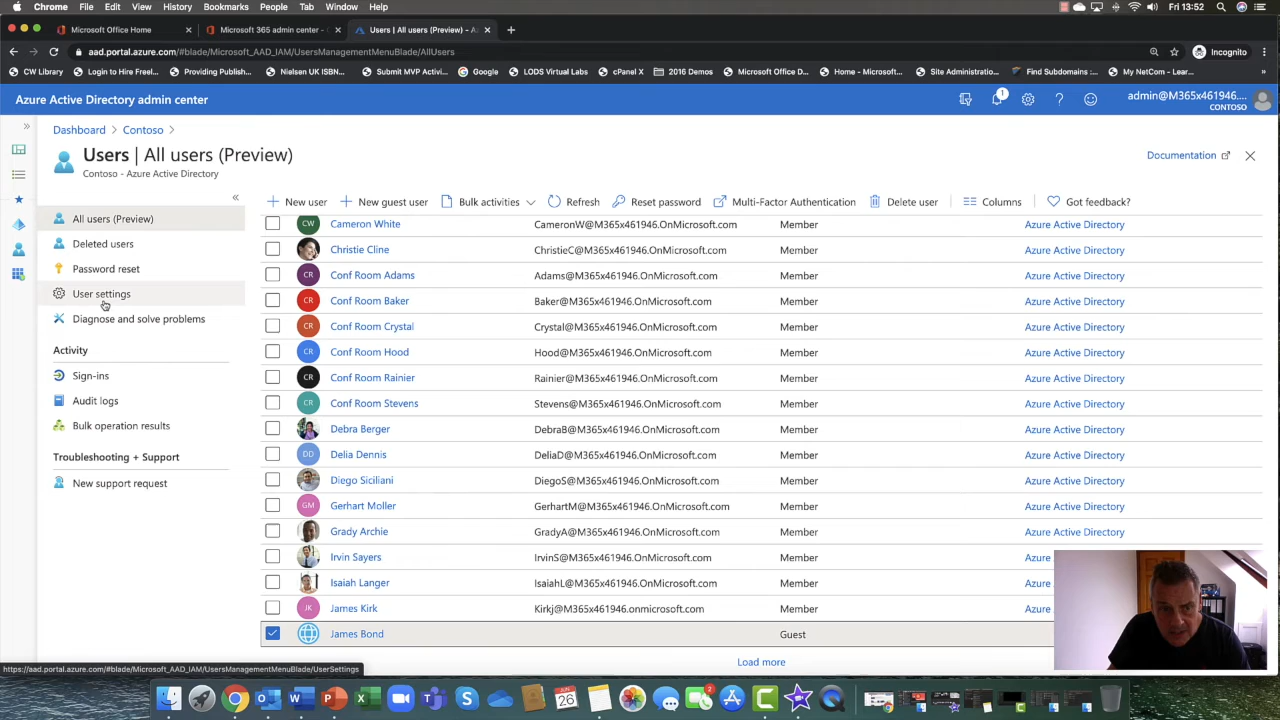 Chrome File Edit View History Bookmarks People Tab Window Help Fri 13:52
Microsoft Office Home × Microsoft 365 admin center - × Users | All users (Preview) - A × +
aad.portal.azure.com/#blade/Microsoft_AAD_IAM/UsersManagementMenuBlade/AllUsers Incognito
CW Library Login to Hire Freel... Providing Publish... Nielsen UK ISBN... Submit MVP Activi... Google LODS Virtual Labs cPanel X 2016 Demos Microsoft Office D... Home - Microsoft... Site Administratio... Find Subdomains :... My NetCom - Lear... »
Azure Active Directory admin center 1 ? admin@M365x461946....
CONTOSO
» Dashboard > Contoso >
Users | All users (Preview) Documentation
Contoso - Azure Active Directory
«
+ New user + New guest user Bulk activities Refresh Reset password Multi-Factor Authentication Delete user Columns Got feedback?
All users (Preview)
Deleted users
Password reset
User settings
Diagnose and solve problems
Activity
Sign-ins
Audit logs
Bulk operation results
Troubleshooting + Support
New support request
CW Cameron White CameronW@M365x461946.OnMicrosoft.com Member Azure Active Directory
Christie Cline ChristieC@M365x461946.OnMicrosoft.com Member Azure Active Directory
CR Conf Room Adams Adams@M365x461946.OnMicrosoft.com Member Azure Active Directory
CR Conf Room Baker Baker@M365x461946.OnMicrosoft.com Member Azure Active Directory
CR Conf Room Crystal Crystal@M365x461946.OnMicrosoft.com Member Azure Active Directory
CR Conf Room Hood Hood@M365x461946.OnMicrosoft.com Member Azure Active Directory
CR Conf Room Rainier Rainier@M365x461946.OnMicrosoft.com Member Azure Active Directory
CR Conf Room Stevens Stevens@M365x461946.OnMicrosoft.com Member Azure Active Directory
Debra Berger DebraB@M365x461946.OnMicrosoft.com Member Azure Active Directory
DD Delia Dennis DeliaD@M365x461946.OnMicrosoft.com Member Azure Active Directory
Diego Siciliani DiegoS@M365x461946.OnMicrosoft.com Member Azure Active Directory
GM Gerhart Moller GerhartM@M365x461946.OnMicrosoft.com Member Azure Active Directory
Grady Archie GradyA@M365x461946.OnMicrosoft.com Member Azure Active Directory
Irvin Sayers IrvinS@M365x461946.OnMicrosoft.com Member Azure
Isaiah Langer IsaiahL@M365x461946.OnMicrosoft.com Member Azure
JK James Kirk Kirkj@M365x461946.onmicrosoft.com Member Azure
James Bond Guest
Load more
https://aad.portal.azure.com/#blade/Microsoft_AAD_IAM/UsersManagementMenuBlade/UserSettings
JUN
26
2